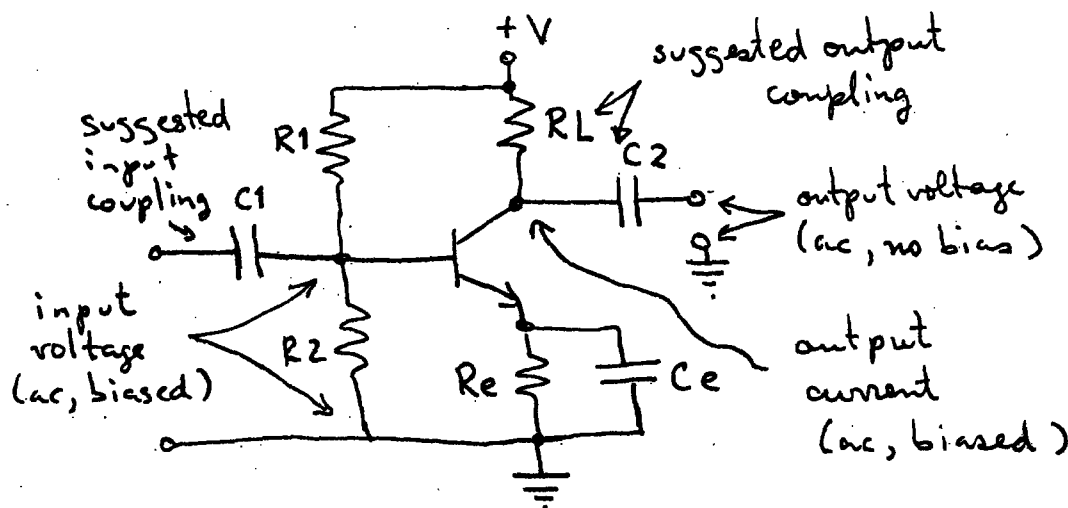 + V
suggested output
coupling
RL
C2
suggested
input
coupling
R1
C1
output voltage
(ac, no bias)
input
voltage
(ac, biased)
R2
Re
Ce
output
current
(ac, biased)